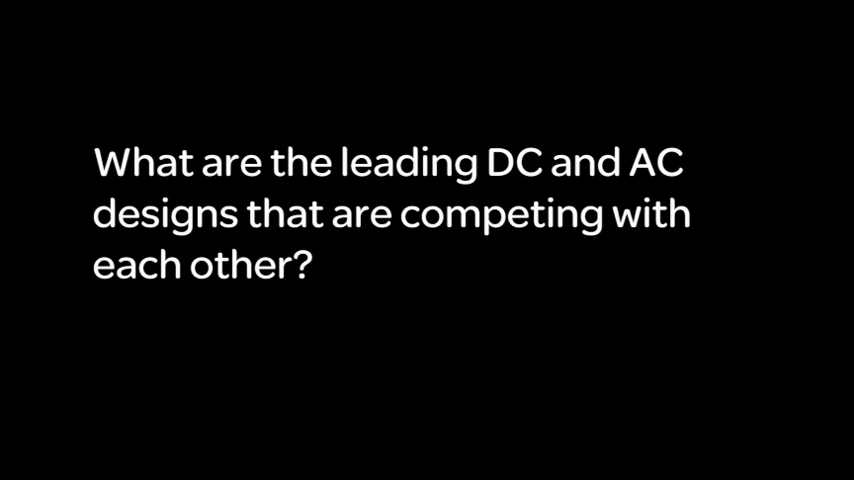 What are the leading DC and AC
designs that are competing with
each other?